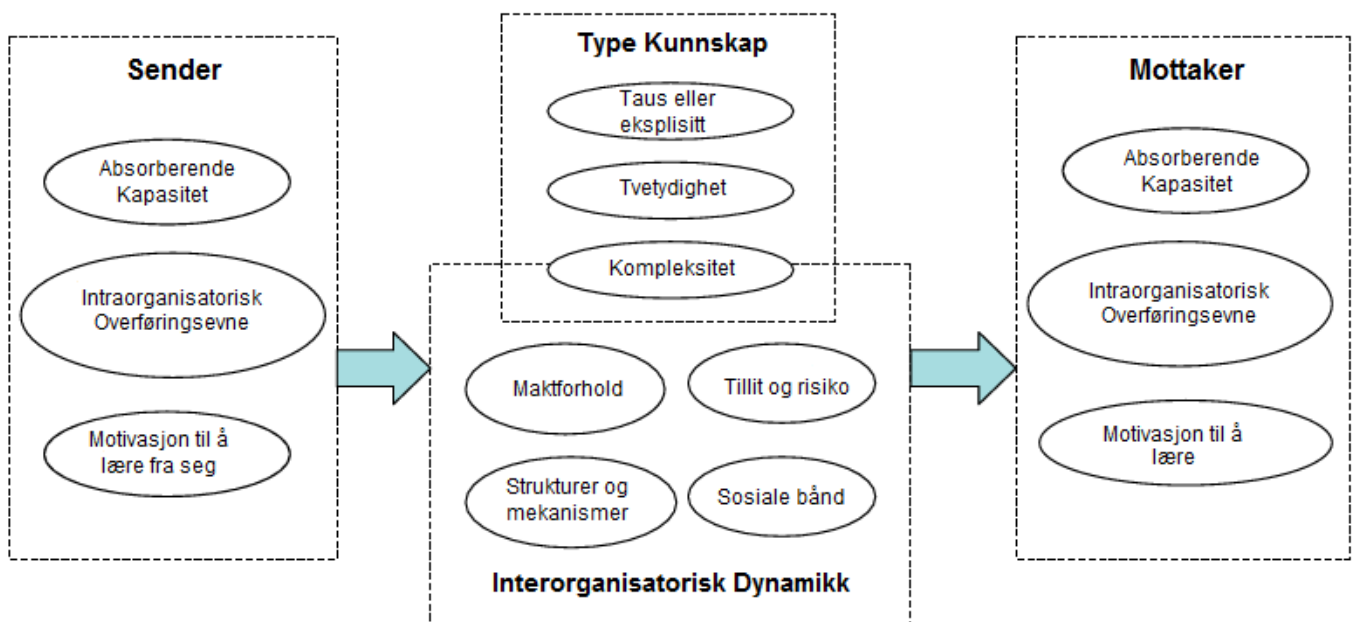 Sender
Absorberende
Kapasitet
Intraorganisatorisk
Overføringsevne
Motivasjon til å
lære fra seg
Type Kunnskap
Taus eller
eksplisitt
Tvetydighet
Kompleksitet
Maktforhold
Tillit og risiko
Strukturer og
mekanismer
Sosiale bånd
Interorganisatorisk Dynamikk
Mottaker
Absorberende
Kapasitet
Intraorganisatorisk
Overføringsevne
Motivasjon til å
lære